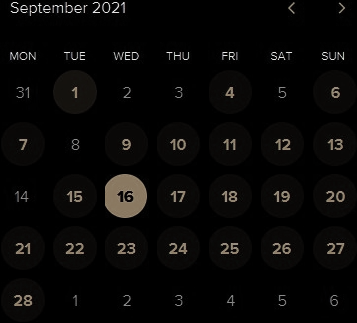 September 2021
MON TUE WED THU FRI SAT SUN
31 1 2 3 4 5 6
7 8 9 10 11 12 13
14 15 16 17 18 19 20
21 22 23 24 25 26 27
28 1 2 3 4 5 6